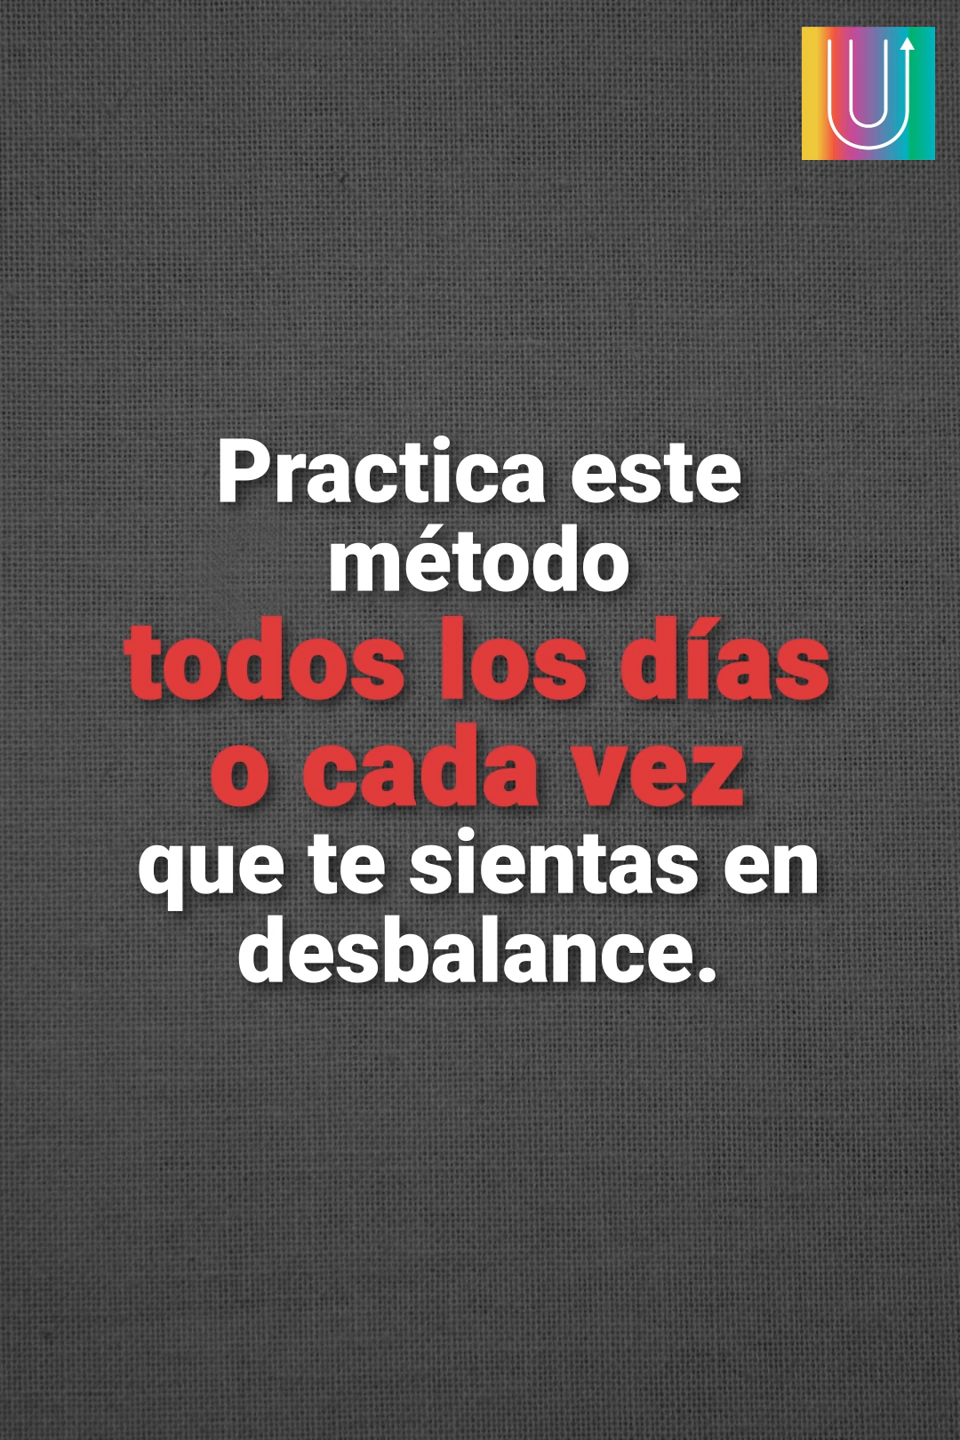 U
Practica este
método
todos los días
o cada vez
que te sientas en
desbalance.